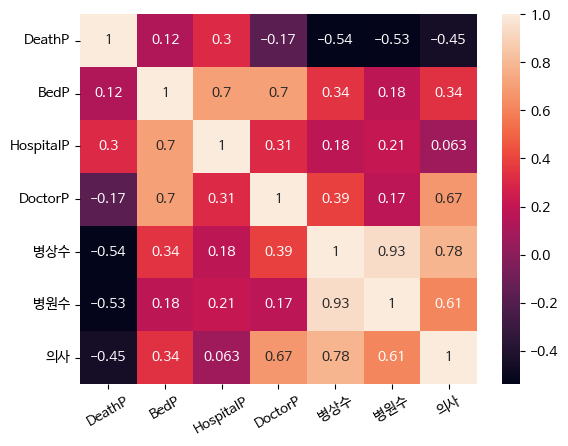 DeathP 1 0.12 0.3 −0.17 −0.54 −0.53 −0.45
BedP 0.12 1 0.7 0.7 0.34 0.18 0.34
HospitalP 0.3 0.7 1 0.31 0.18 0.21 0.063
DoctorP −0.17 0.7 0.31 1 0.39 0.17 0.67
병상수 −0.54 0.34 0.18 0.39 1 0.93 0.78
병원수 −0.53 0.18 0.21 0.17 0.93 1 0.61
의사 −0.45 0.34 0.063 0.67 0.78 0.61 1
DeathP BedP HospitalP DoctorP 병상수 병원수 의사
1.0
0.8
0.6
0.4
0.2
0.0
−0.2
−0.4